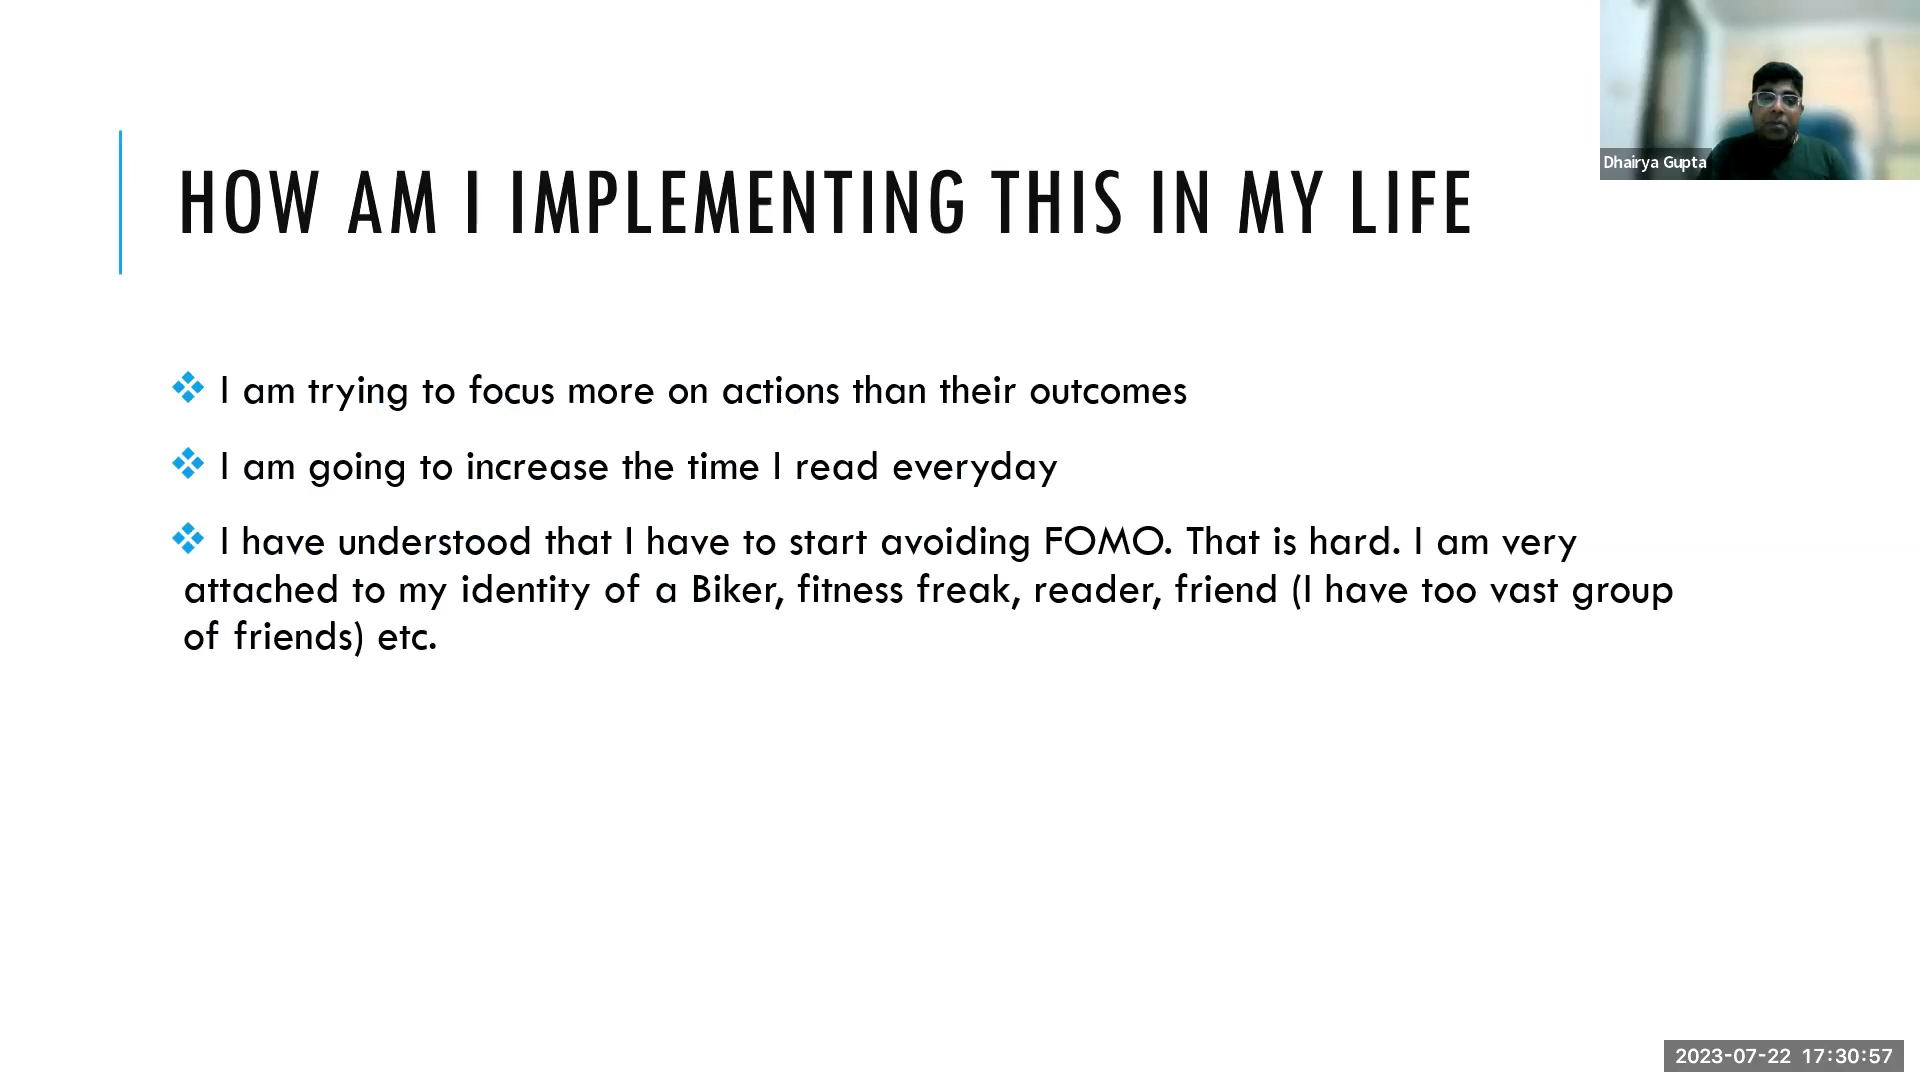 HOW AM I IMPLEMENTING THIS IN MY LIFE
Dhairya Gupta
I am trying to focus more on actions than their outcomes
I am going to increase the time I read everyday
I have understood that I have to start avoiding FOMO. That is hard. I am very
attached to my identity of a Biker, fitness freak, reader, friend (I have too vast group
of friends) etc.
2023-07-22 17:30:57